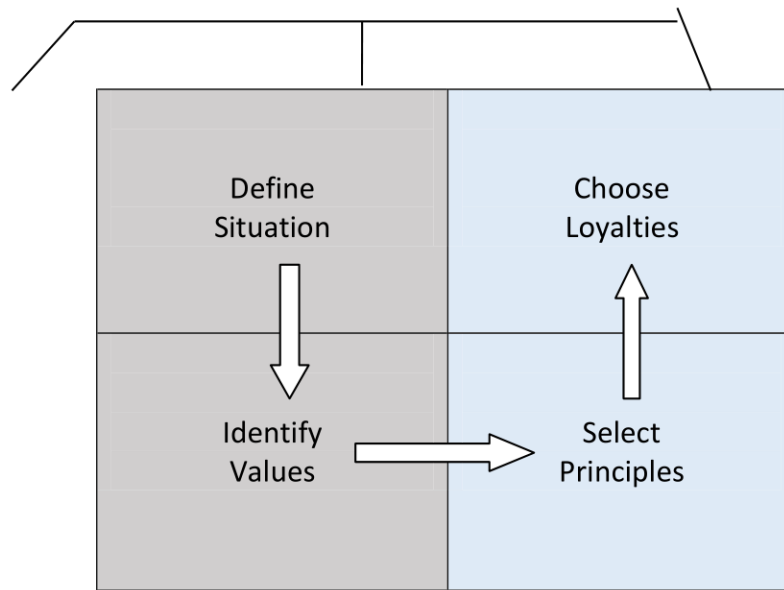 Define
Situation
Choose
Loyalties
Identify
Values
Select
Principles